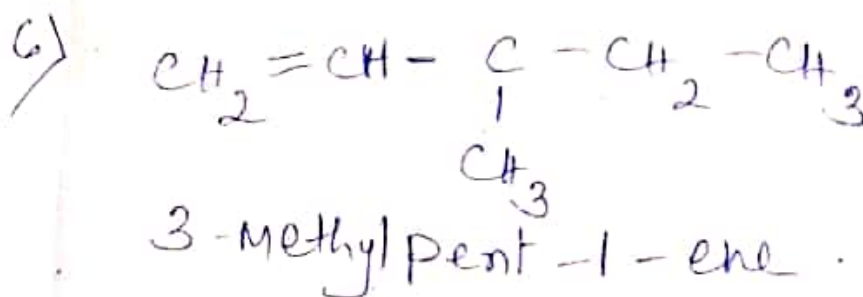 6)
CH2=CH-C-CH2-CH3
|
CH3
3-Methylpent-1-ene.